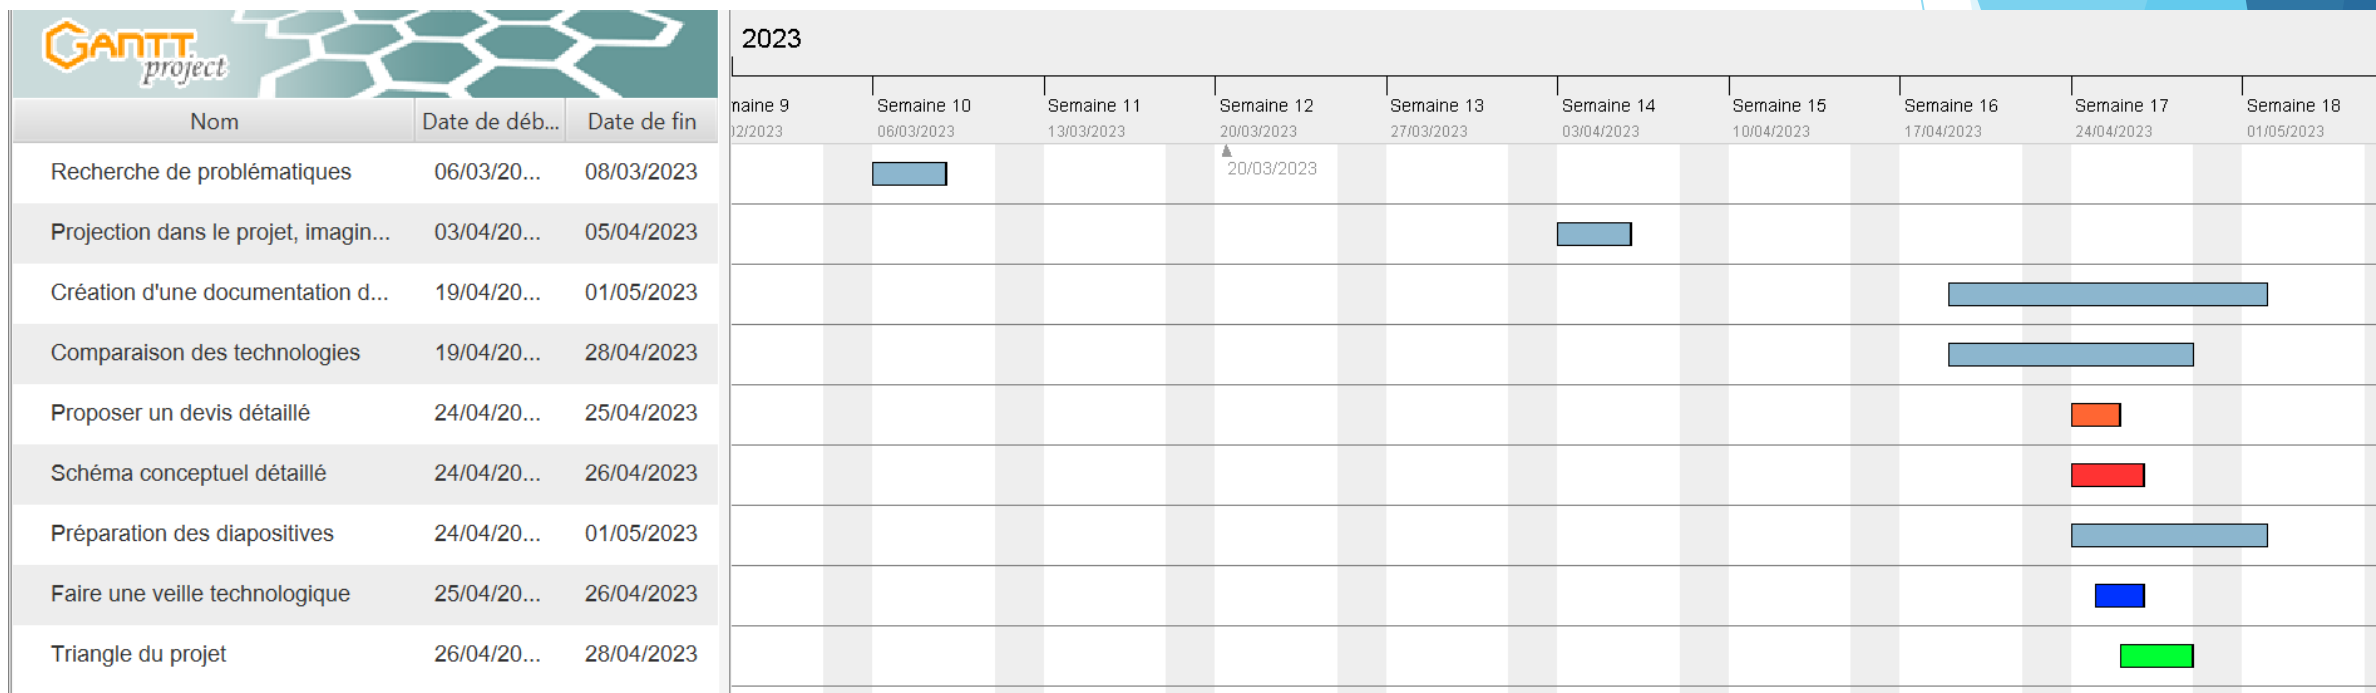 GANTT
project
2023
Nom Date de déb... Date de fin
maine 9 Semaine 10 Semaine 11 Semaine 12 Semaine 13 Semaine 14 Semaine 15 Semaine 16 Semaine 17 Semaine 18
02/2023 06/03/2023 13/03/2023 20/03/2023 27/03/2023 03/04/2023 10/04/2023 17/04/2023 24/04/2023 01/05/2023
20/03/2023
Recherche de problématiques 06/03/20... 08/03/2023
Projection dans le projet, imagin... 03/04/20... 05/04/2023
Création d'une documentation d... 19/04/20... 01/05/2023
Comparaison des technologies 19/04/20... 28/04/2023
Proposer un devis détaillé 24/04/20... 25/04/2023
Schéma conceptuel détaillé 24/04/20... 26/04/2023
Préparation des diapositives 24/04/20... 01/05/2023
Faire une veille technologique 25/04/20... 26/04/2023
Triangle du projet 26/04/20... 28/04/2023